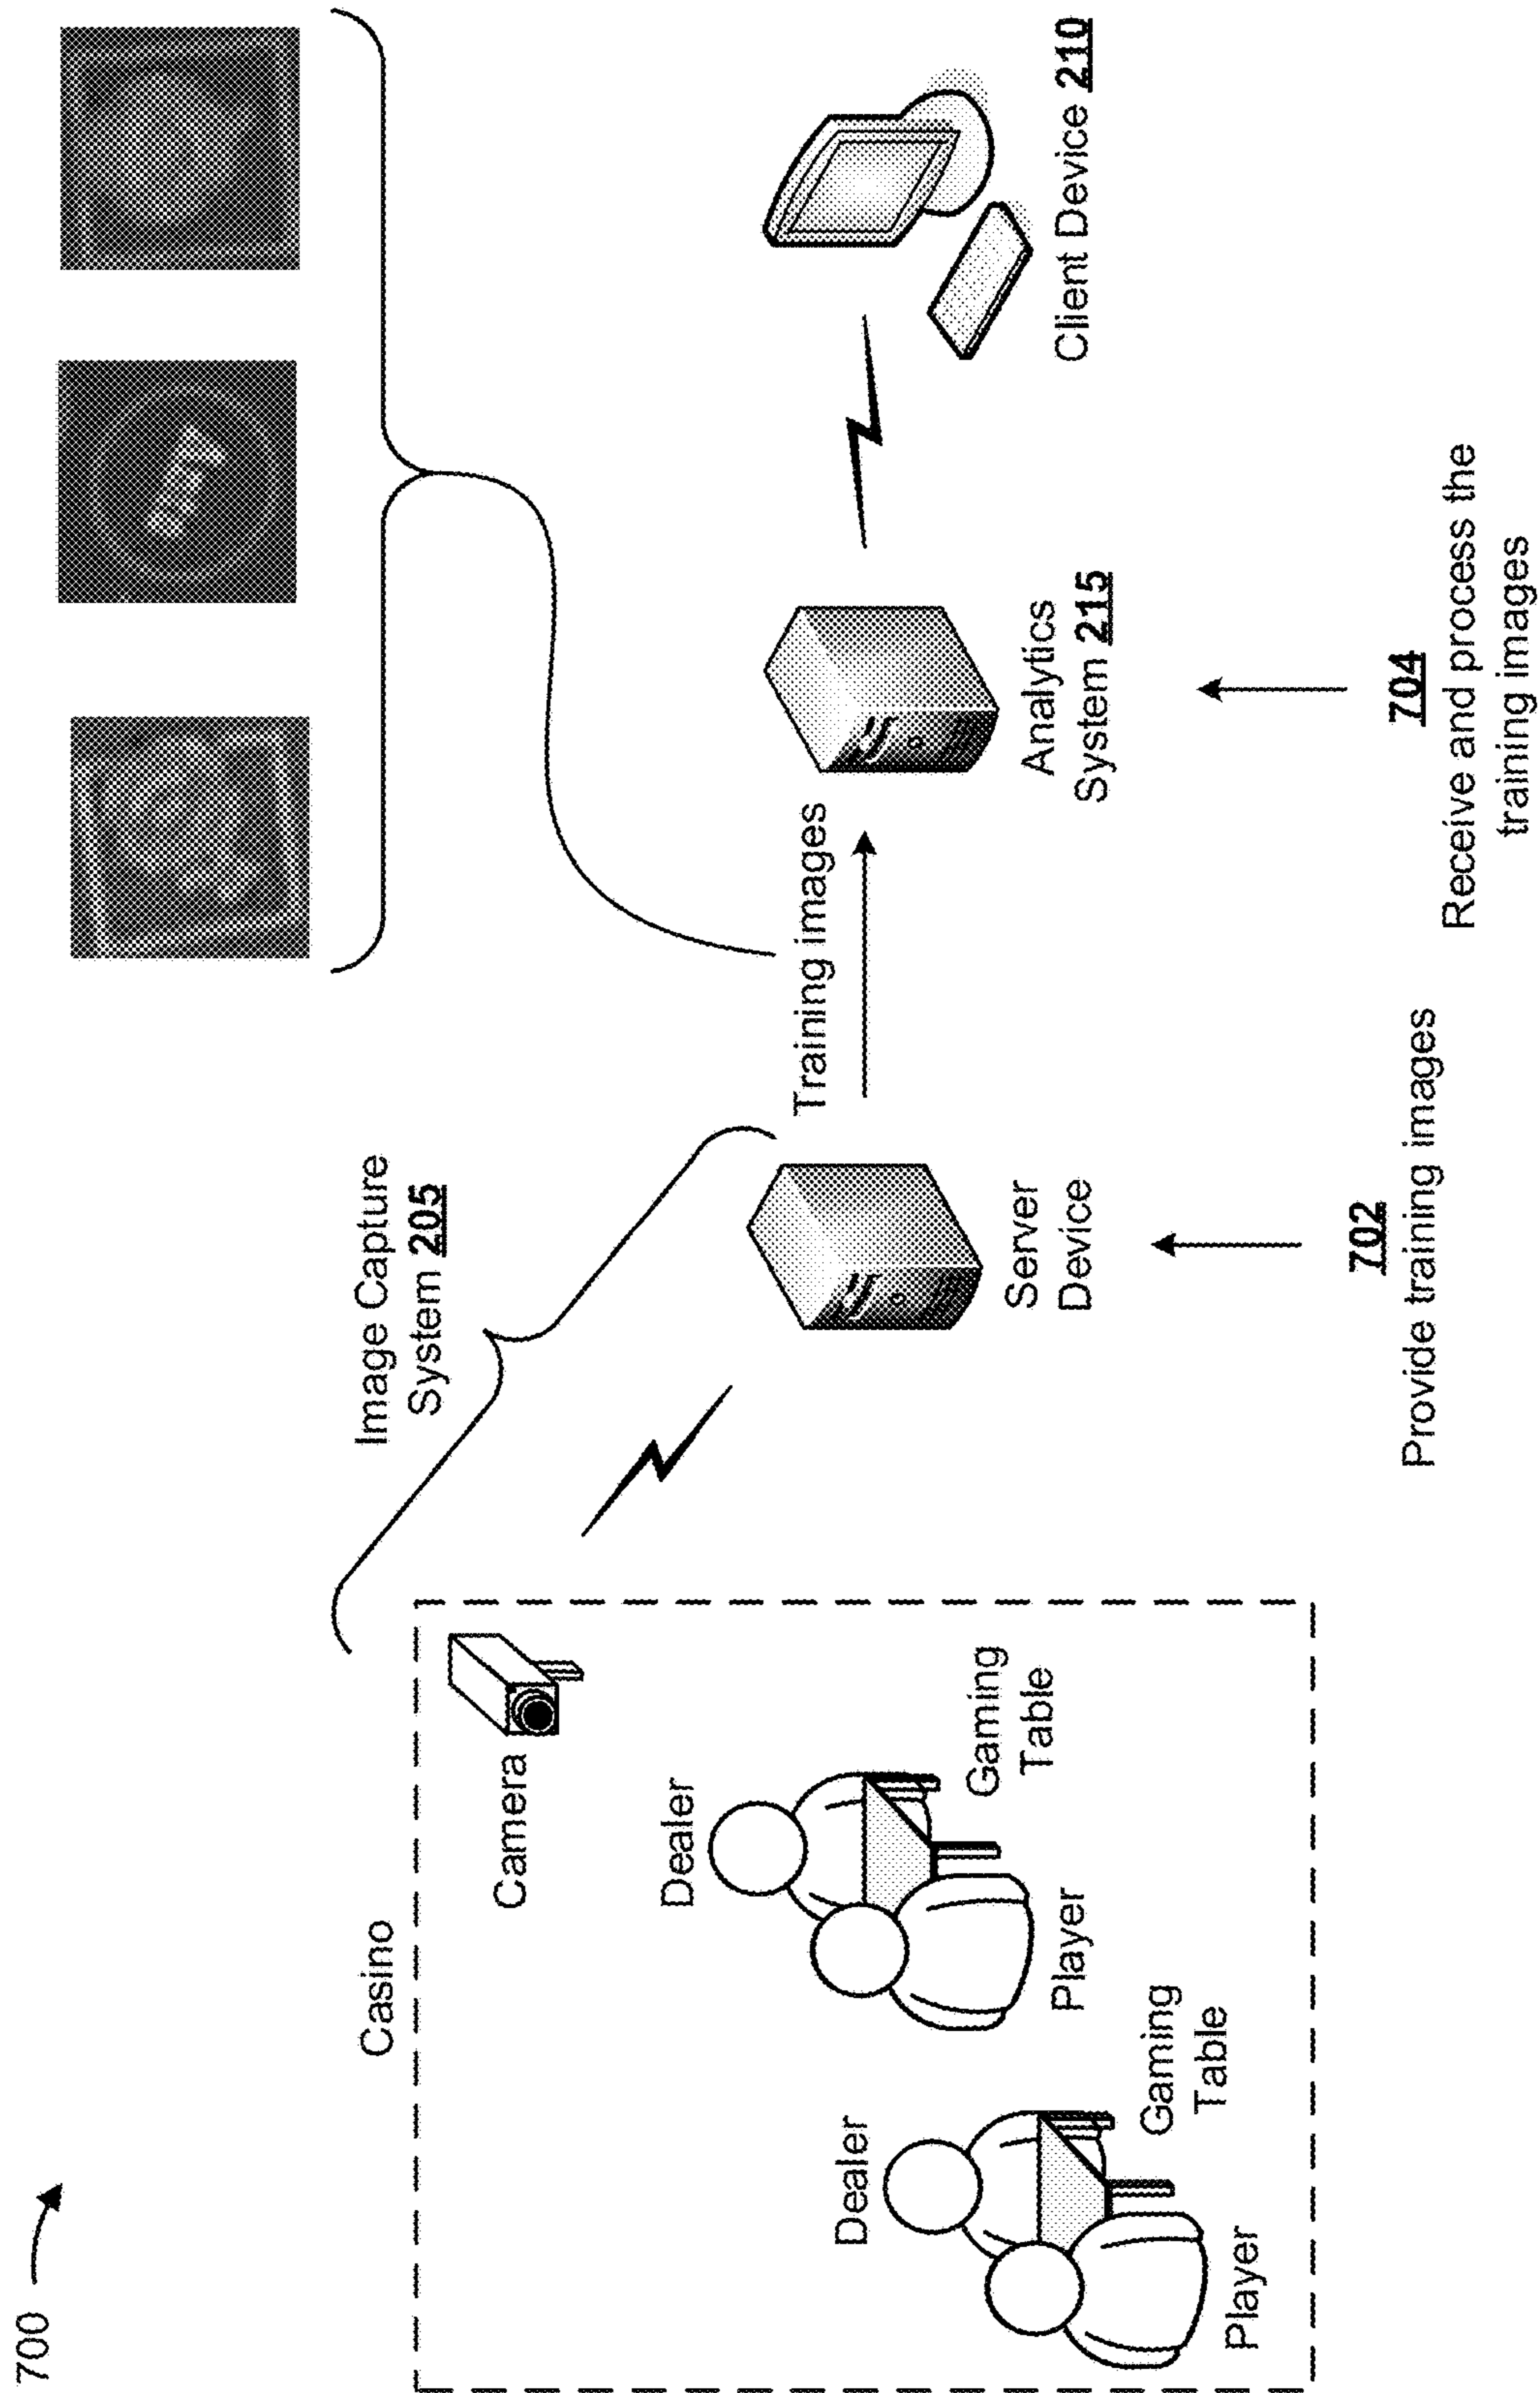 700
Casino
Camera
Dealer
Gaming
Table
Player
Dealer
Gaming
Table
Player
Image Capture
System 205
Server
Device
Training images
Analytics
System 215
Client Device 210
702
Provide training images
704
Receive and process the
training images